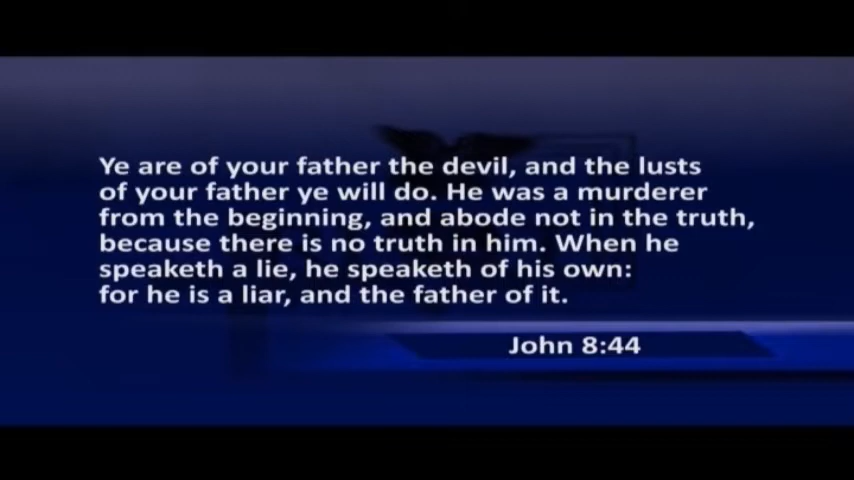 Ye are of your father the devil, and the lusts
of your father ye will do. He was a murderer
from the beginning, and abode not in the truth,
because there is no truth in him. When he
speaketh a lie, he speaketh of his own:
for he is a liar, and the father of it.
John 8:44